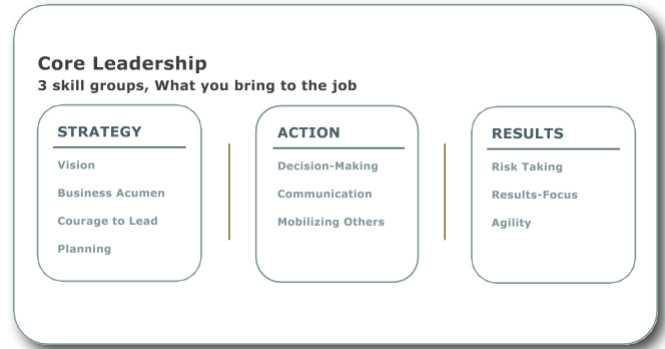 Core Leadership
3 skill groups, What you bring to the job
STRATEGY
Vision
Business Acumen
Courage to Lead
Planning
ACTION
Decision-Making
Communication
Mobilizing Others
RESULTS
Risk Taking
Results-Focus
Agility